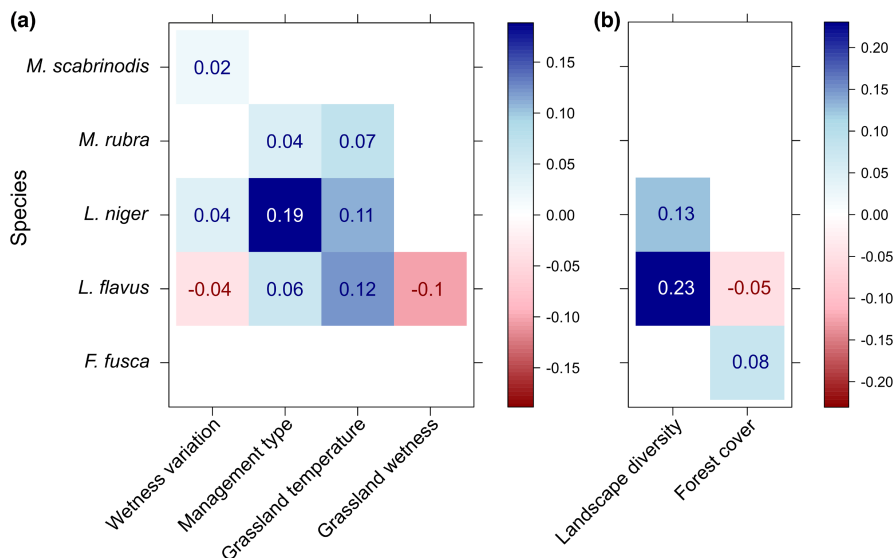 (a)
(b)
Species
M. scabrinodis
M. rubra
L. niger
L. flavus
F. fusca
0.02
0.04 0.07
0.04 0.19 0.11
-0.04 0.06 0.12 -0.1
Wetness variation
Management type
Grassland temperature
Grassland wetness
0.15
0.10
0.05
0.00
-0.05
-0.10
-0.15
0.13
0.23 -0.05
0.08
Landscape diversity
Forest cover
0.20
0.15
0.10
0.05
0.00
-0.05
-0.10
-0.15
-0.20